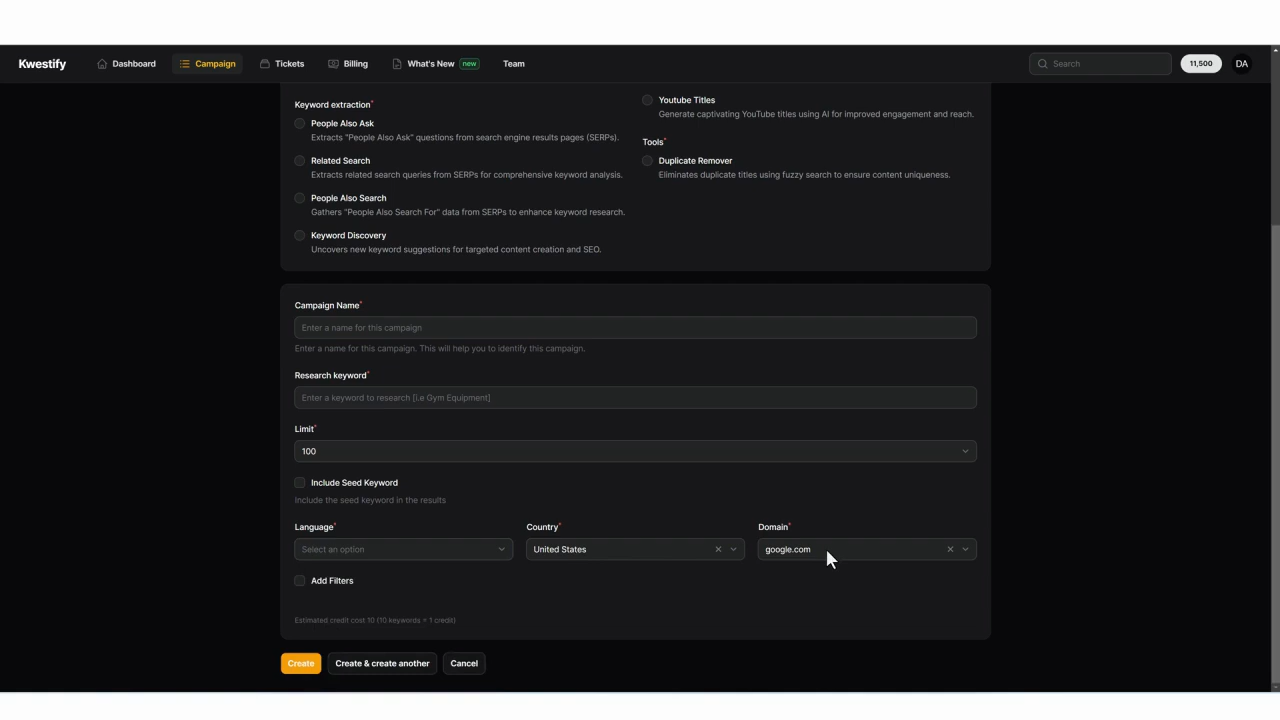 Kwestify Dashboard Campaign Tickets Billing What's New new Team Search 11,500 DA
Keyword extraction*
People Also Ask
Extracts "People Also Ask" questions from search engine results pages (SERPs).
Related Search
Extracts related search queries from SERPs for comprehensive keyword analysis.
People Also Search
Gathers "People Also Search For" data from SERPs to enhance keyword research.
Keyword Discovery
Uncovers new keyword suggestions for targeted content creation and SEO.
Youtube Titles
Generate captivating YouTube titles using AI for improved engagement and reach.
Tools*
Duplicate Remover
Eliminates duplicate titles using fuzzy search to ensure content uniqueness.
Campaign Name*
Enter a name for this campaign
Enter a name for this campaign. This will help you to identify this campaign.
Research keyword*
Enter a keyword to research [i.e Gym Equipment]
Limit*
100
Include Seed Keyword
Include the seed keyword in the results
Language* Country* Domain*
Select an option United States google.com
Add Filters
Estimated credit cost 10 (10 keywords = 1 credit)
Create Create & create another Cancel